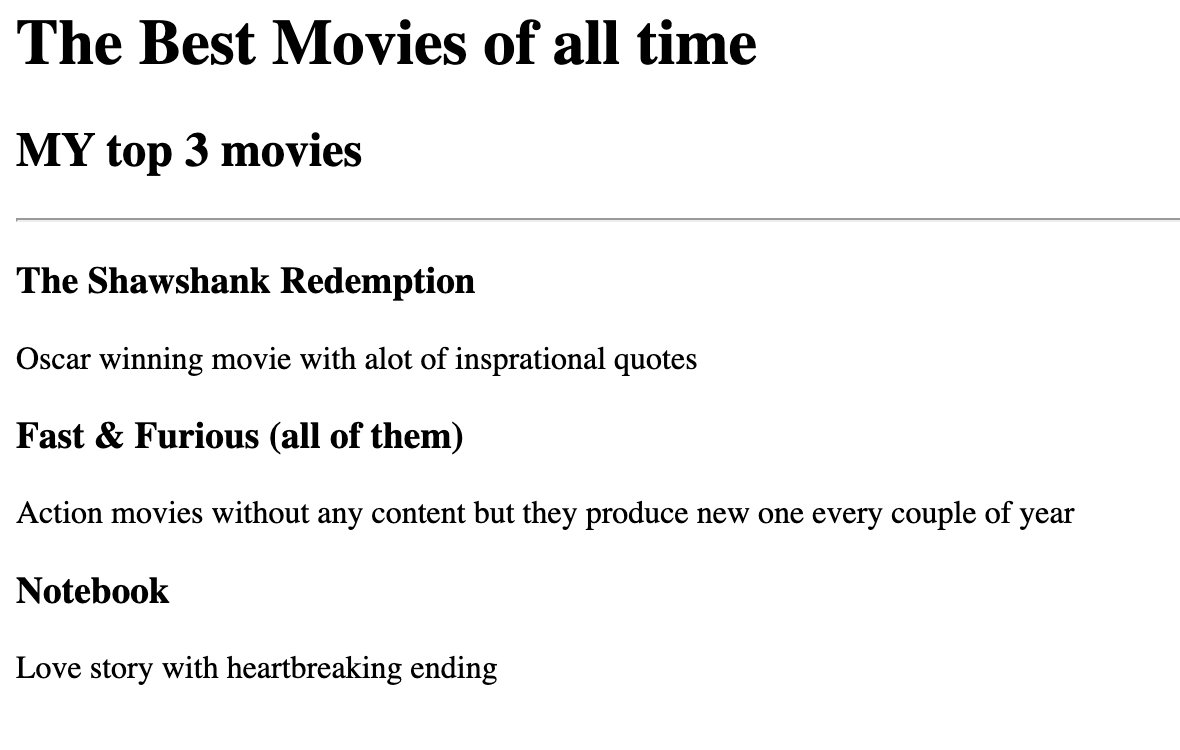 The Best Movies of all time
MY top 3 movies
The Shawshank Redemption
Oscar winning movie with alot of insprational quotes
Fast & Furious (all of them)
Action movies without any content but they produce new one every couple of year
Notebook
Love story with heartbreaking ending